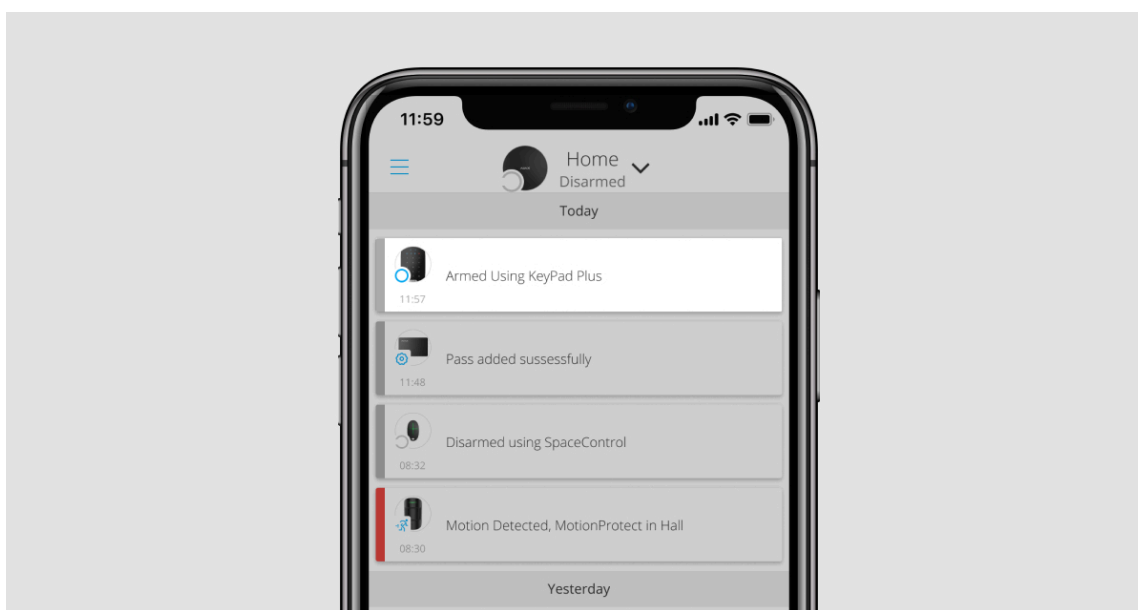 11:59
Home
Disarmed
Today
Armed Using KeyPad Plus
11:57
Pass added sussessfully
11:48
Disarmed using SpaceControl
08:32
Motion Detected, MotionProtect in Hall
08:30
Yesterday